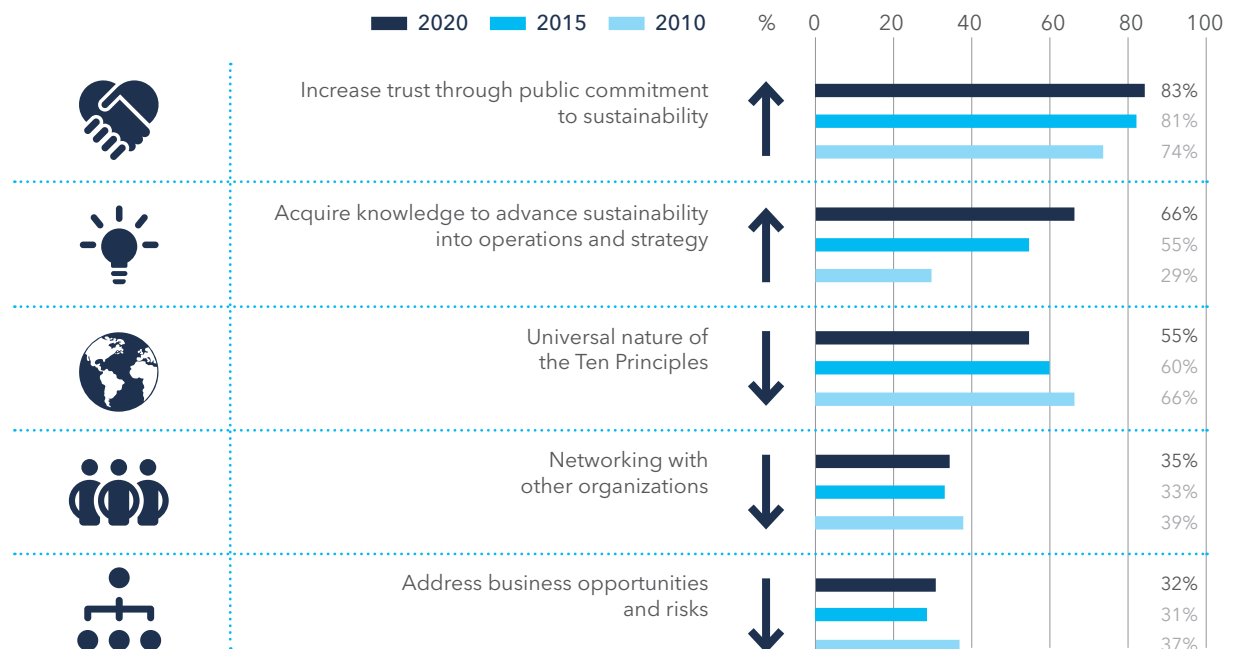 2020 2015 2010 % 0 20 40 60 80 100
Increase trust through public commitment
to sustainability
83%
81%
74%
Acquire knowledge to advance sustainability
into operations and strategy
66%
55%
29%
Universal nature of
the Ten Principles
55%
60%
66%
Networking with
other organizations
35%
33%
39%
Address business opportunities
and risks
32%
31%
37%